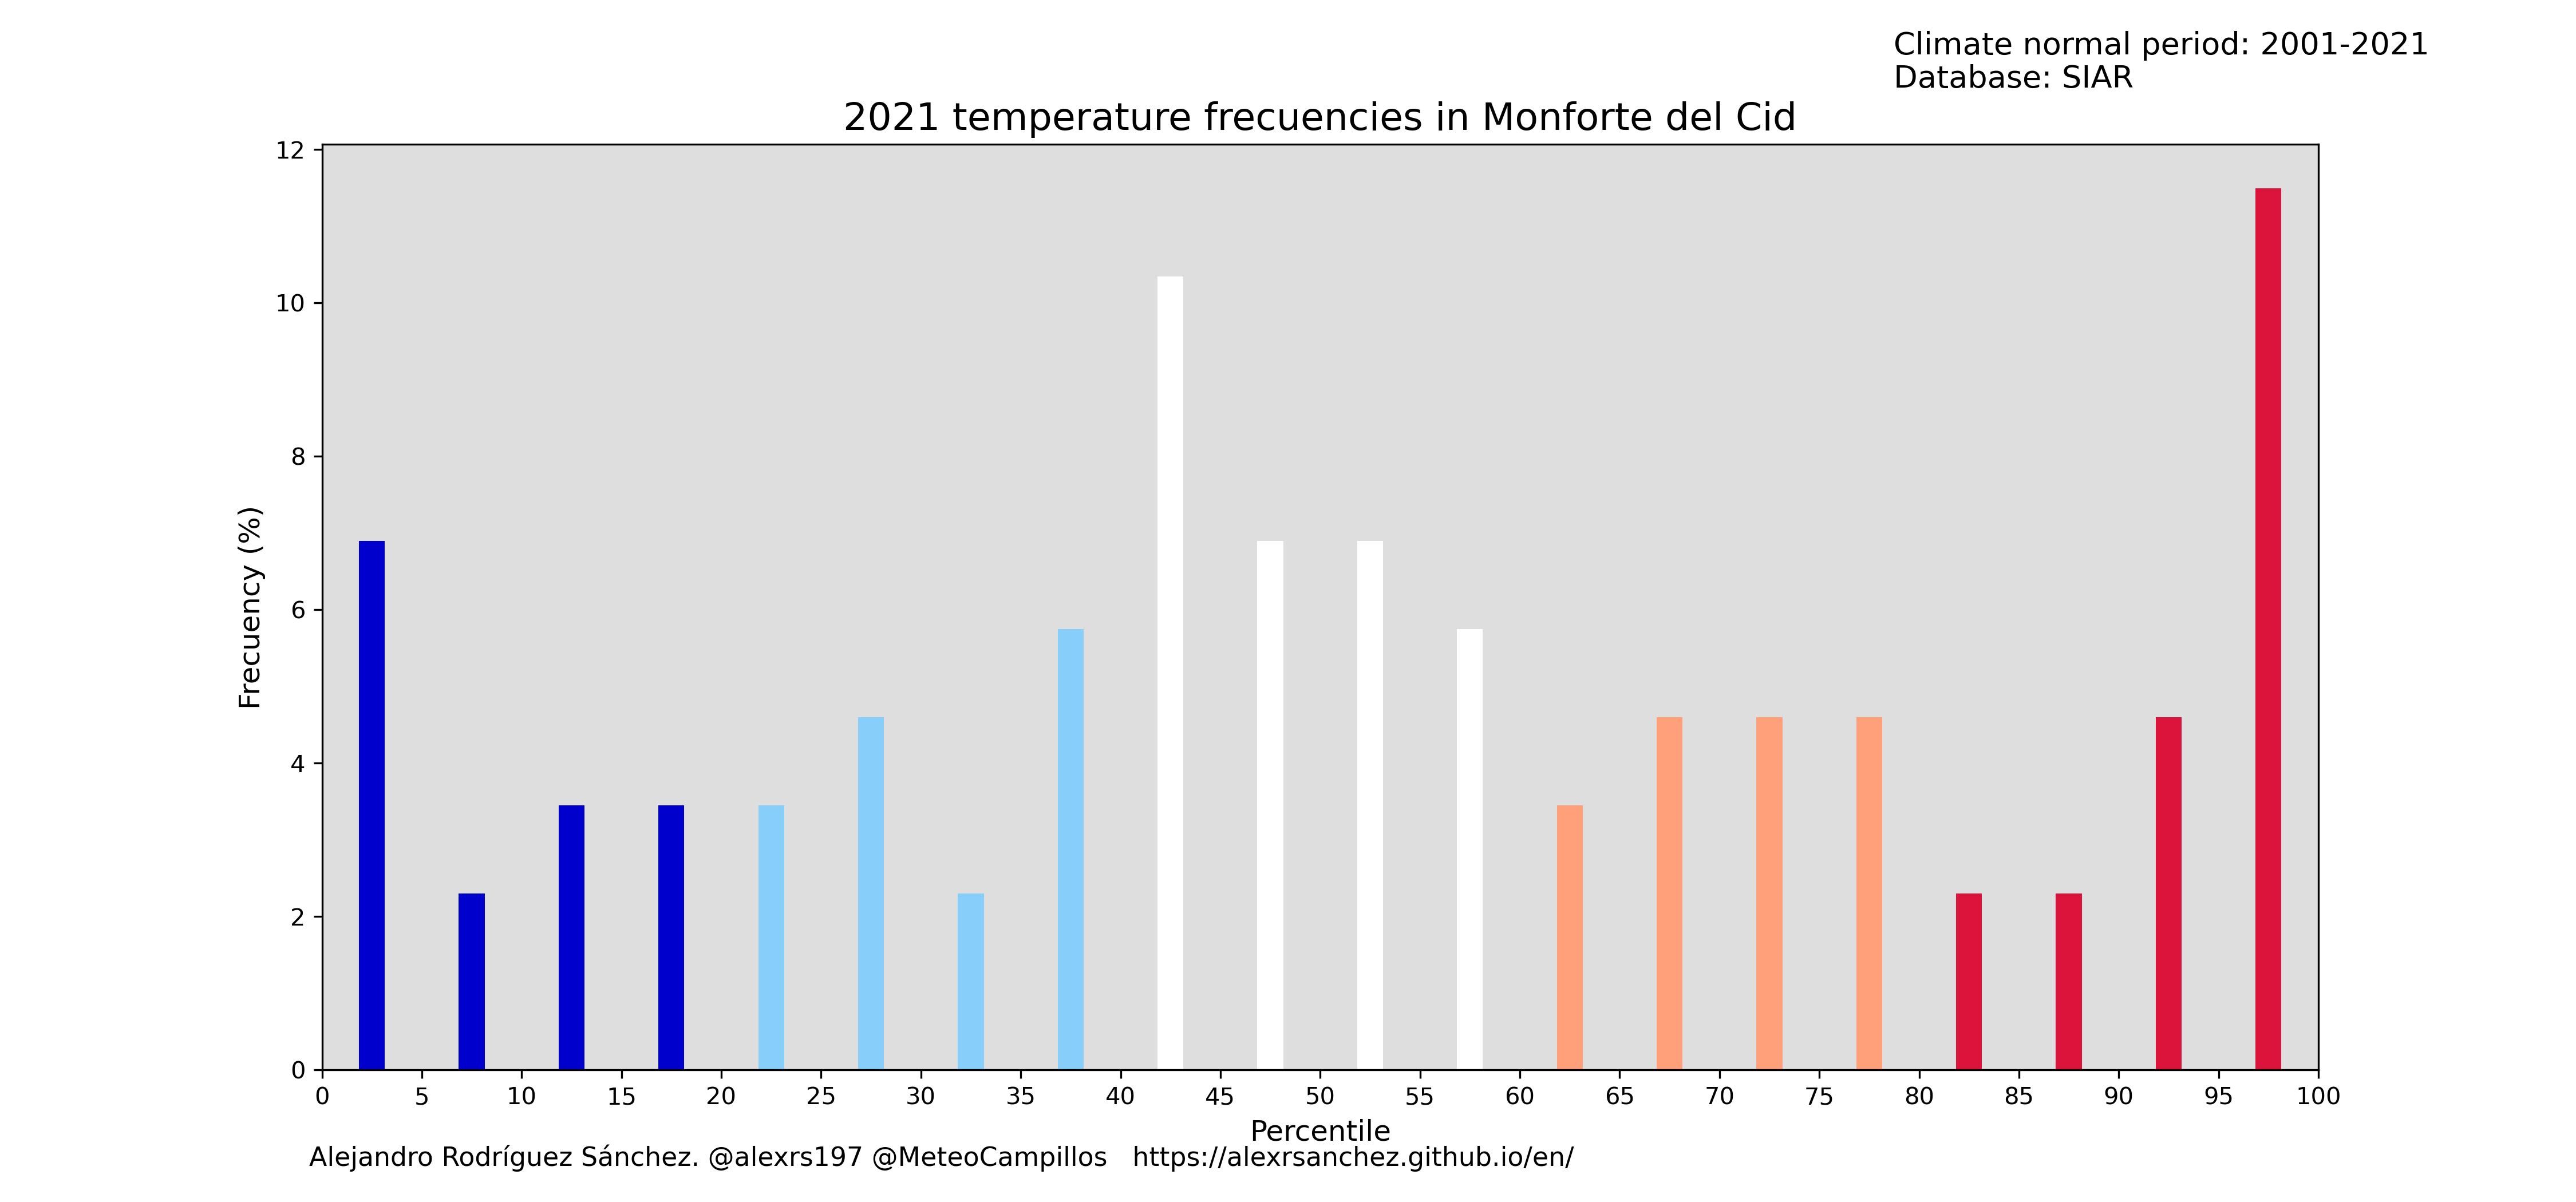 Climate normal period: 2001-2021
Database: SIAR
2021 temperature frecuencies in Monforte del Cid
12
10
8
6
4
2
0
Frecuency (%)
0 5 10 15 20 25 30 35 40 45 50 55 60 65 70 75 80 85 90 95 100
Percentile
Alejandro Rodríguez Sánchez. @alexrs197 @MeteoCampillos https://alexrsanchez.github.io/en/